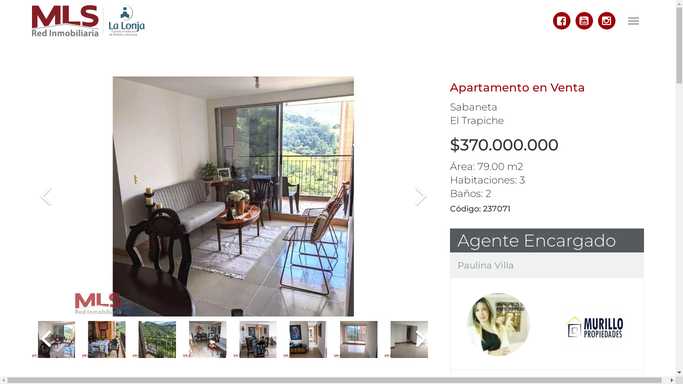 MLS
Red Inmobiliaria
La Lonja
Apartamento en Venta
Sabaneta
El Trapiche
$370.000.000
Área: 79.00 m2
Habitaciones: 3
Baños: 2
Código: 237071
Agente Encargado
Paulina Villa
MLS
Red Inmobiliaria
MURILLO
PROPIEDADES